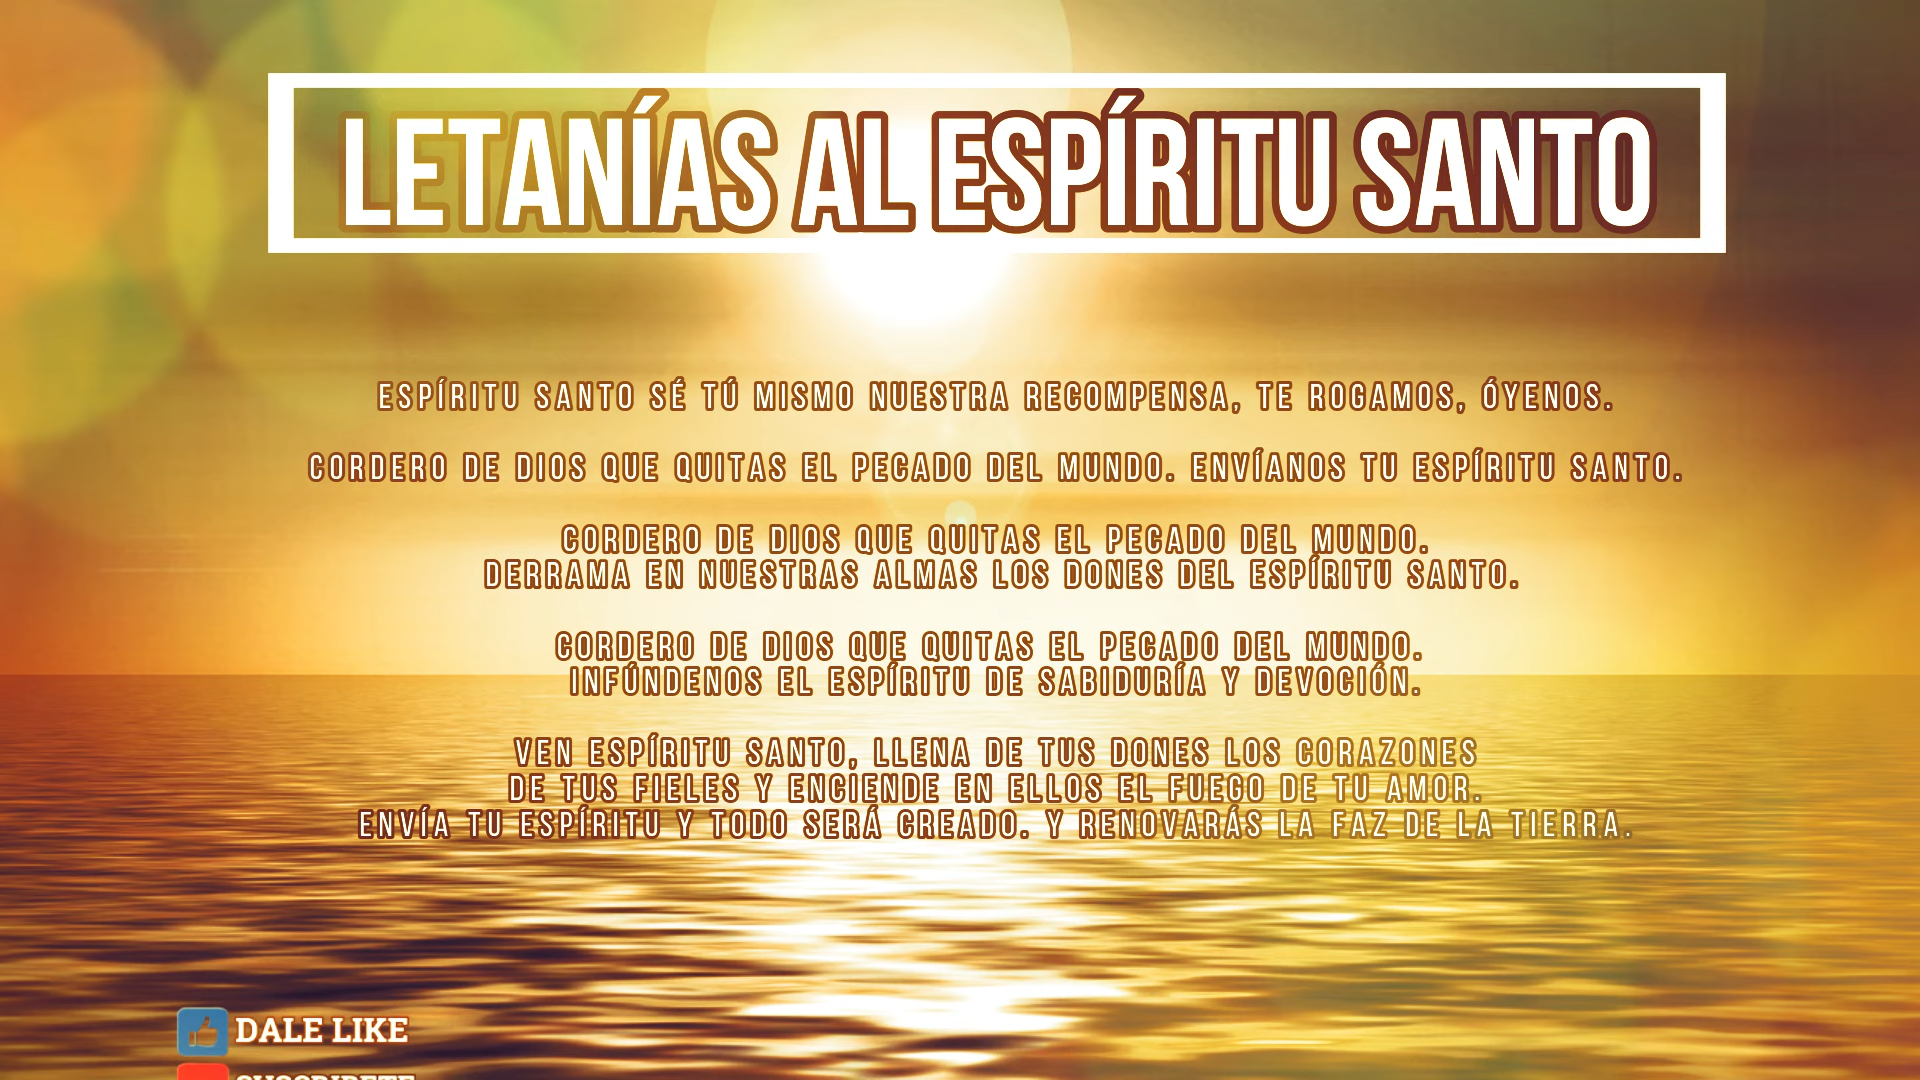 LETANÍAS AL ESPÍRITU SANTO
ESPÍRITU SANTO SÉ TÚ MISMO NUESTRA RECOMPENSA, TE ROGAMOS, ÓYENOS.
CORDERO DE DIOS QUE QUITAS EL PECADO DEL MUNDO. ENVÍANOS TU ESPÍRITU SANTO.
CORDERO DE DIOS QUE QUITAS EL PECADO DEL MUNDO.
DERRAMA EN NUESTRAS ALMAS LOS DONES DEL ESPÍRITU SANTO.
CORDERO DE DIOS QUE QUITAS EL PECADO DEL MUNDO.
INFÚNDENOS EL ESPÍRITU DE SABIDURÍA Y DEVOCIÓN.
VEN ESPÍRITU SANTO, LLENA DE TUS DONES LOS CORAZONES
DE TUS FIELES Y ENCIENDE EN ELLOS EL FUEGO DE TU AMOR.
ENVÍA TU ESPÍRITU Y TODO SERÁ CREADO. Y RENOVARÁS LA FAZ DE LA TIERRA.
DALE LIKE